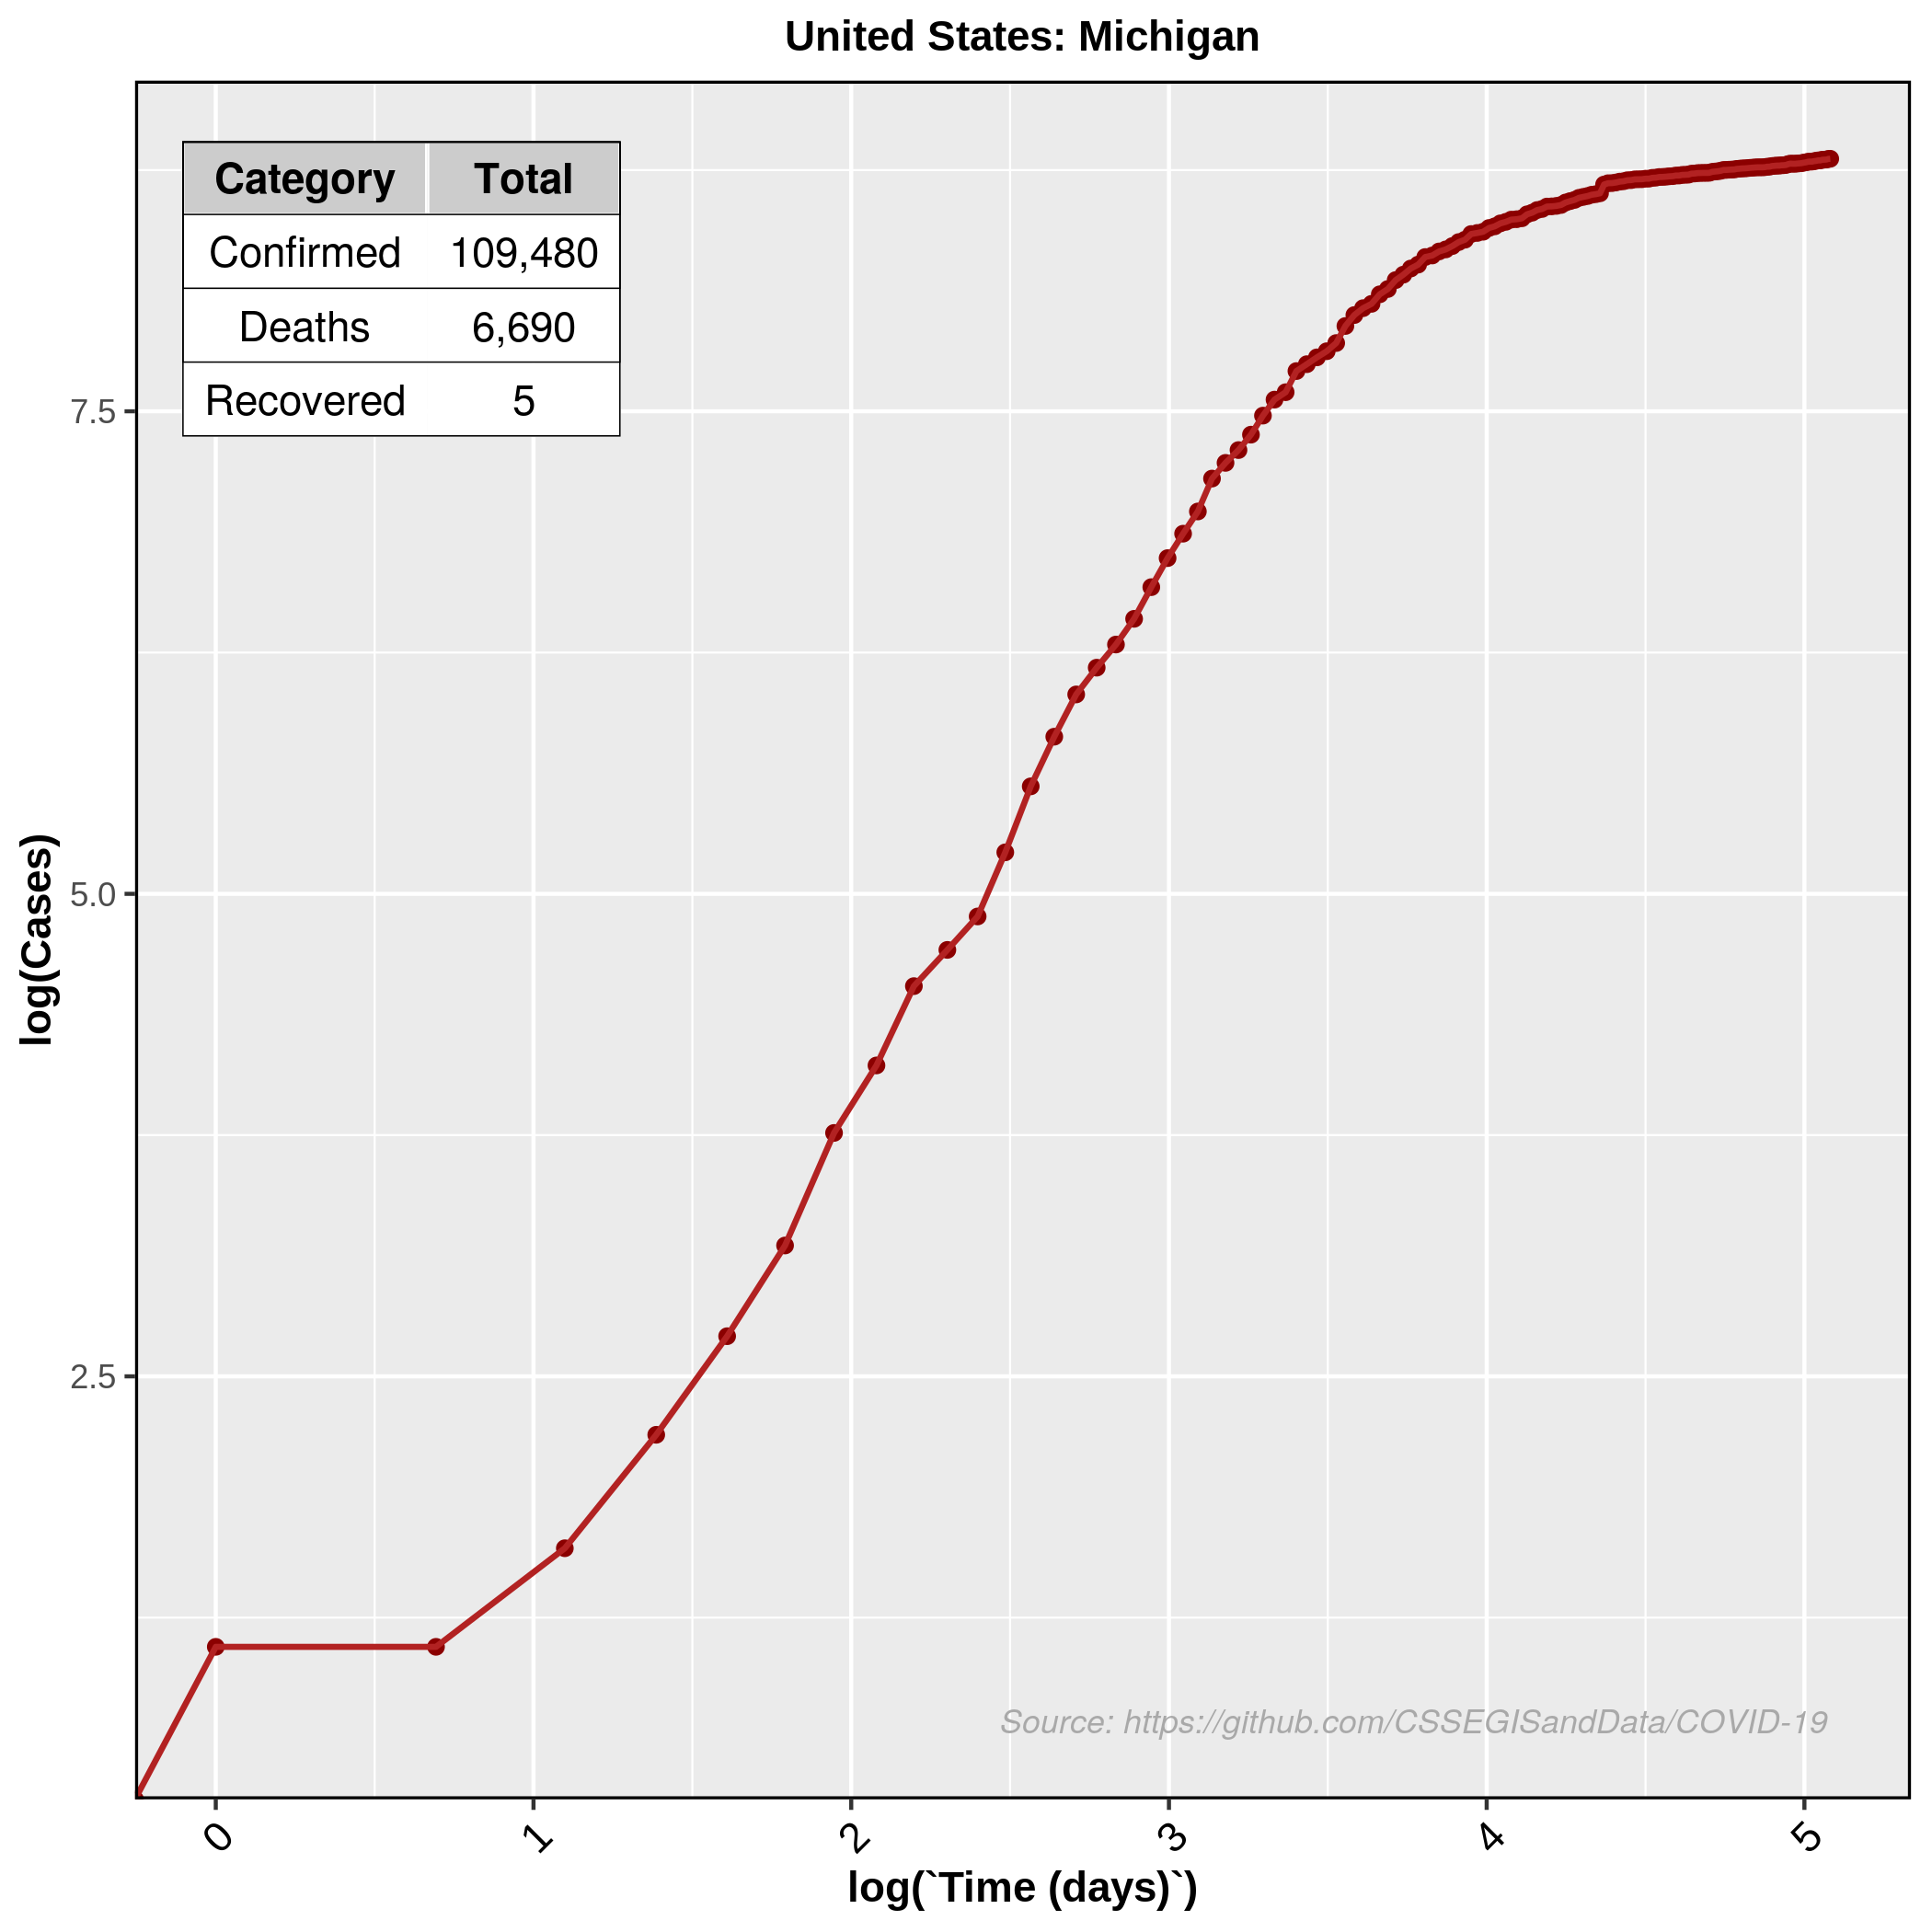 United States: Michigan
Category Total
Confirmed 109,480
Deaths 6,690
Recovered 5
7.5
5.0
2.5
log(Cases)
Source: https://github.com/CSSEGISandData/COVID-19
0 1 2 3 4 5
log(`Time (days)`)